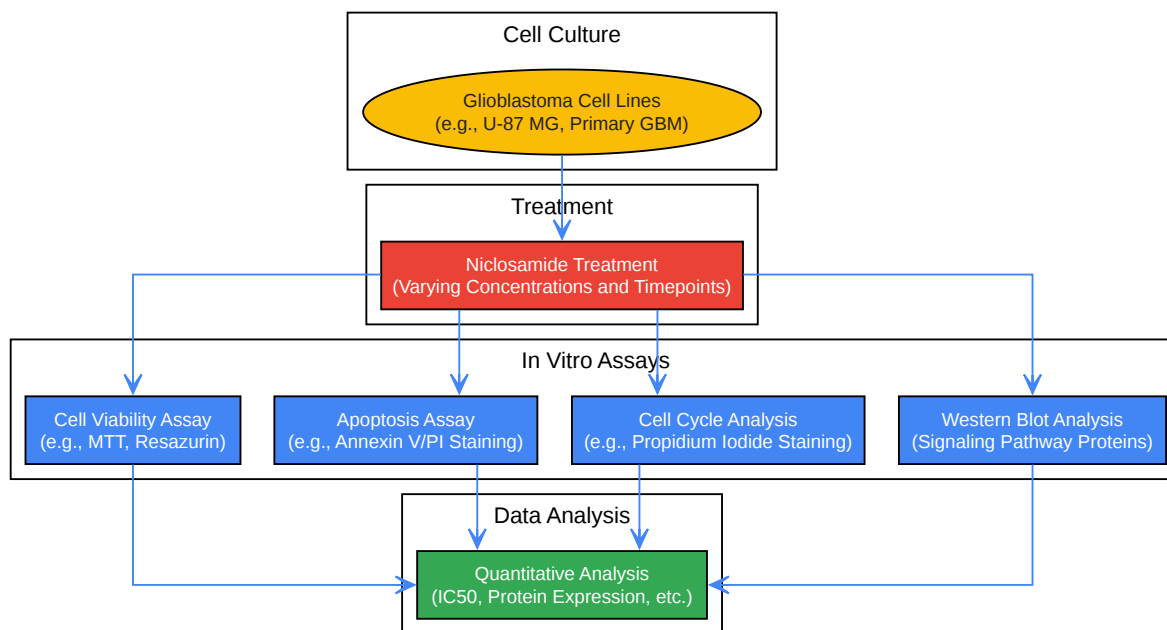 Cell Culture
Glioblastoma Cell Lines
(e.g., U-87 MG, Primary GBM)
Treatment
Niclosamide Treatment
(Varying Concentrations and Timepoints)
In Vitro Assays
Cell Viability Assay
(e.g., MTT, Resazurin)
Apoptosis Assay
(e.g., Annexin V/PI Staining)
Cell Cycle Analysis
(e.g., Propidium Iodide Staining)
Western Blot Analysis
(Signaling Pathway Proteins)
Data Analysis
Quantitative Analysis
(IC50, Protein Expression, etc.)